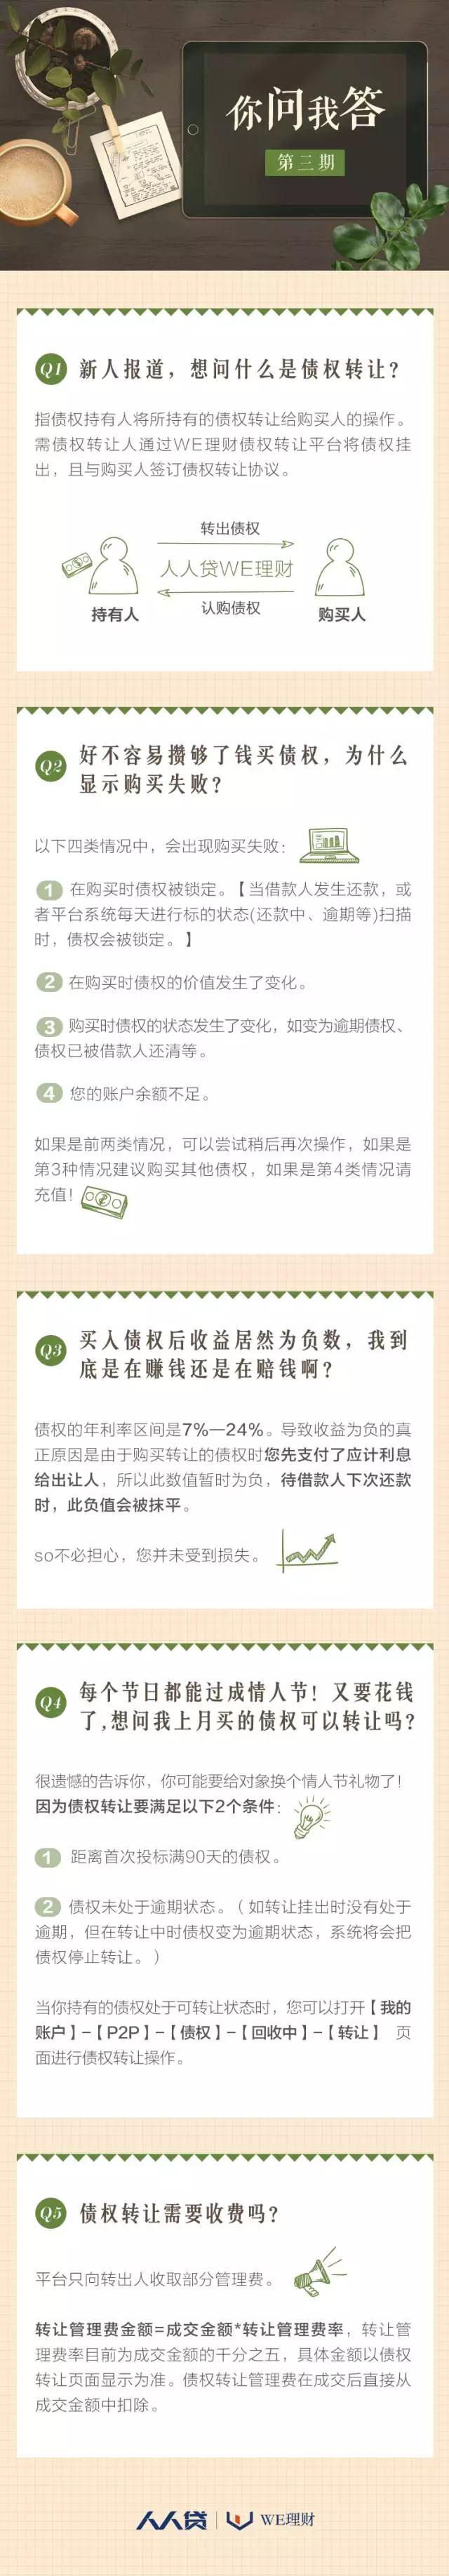 你问我答
第三期
Q1 新人报道，想问什么是债权转让？
指债权持有人将所持有的债权转让给购买人的操作。
需债权转让人通过WE理财债权转让平台将债权挂
出，且与购买人签订债权转让协议。
转出债权
人人贷WE理财
认购债权
持有人
购买人
Q2 好不容易攒够了钱买债权，为什么
显示购买失败？
以下四类情况中，会出现购买失败：
1 在购买时债权被锁定。【当借款人发生还款，或
者平台系统每天进行标的状态(还款中、逾期等)扫描
时，债权会被锁定。】
2 在购买时债权的价值发生了变化。
3 购买时债权的状态发生了变化，如变为逾期债权、
债权已被借款人还清等。
4 您的账户余额不足。
如果是前两类情况，可以尝试稍后再次操作，如果是
第3种情况建议购买其他债权，如果是第4类情况请
充值！
Q3 买入债权后收益居然为负数，我到
底是在赚钱还是在赔钱啊？
债权的年利率区间是7%—24%。导致收益为负的真
正原因是由于购买转让的债权时您先支付了应计利息
给出让人，所以此数值暂时为负，待借款人下次还款
时，此负值会被抹平。
so不必担心，您并未受到损失。
Q4 每个节日都能过成情人节！又要花钱
了,想问我上月买的债权可以转让吗？
很遗憾的告诉你，你可能要给对象换个情人节礼物了！
因为债权转让要满足以下2个条件：
1 距离首次投标满90天的债权。
2 债权未处于逾期状态。（如转让挂出时没有处于
逾期，但在转让中时债权变为逾期状态，系统将会把
债权停止转让。）
当你持有的债权处于可转让状态时，您可以打开【我的
账户】-【P2P】-【债权】-【回收中】-【转让】 页
面进行债权转让操作。
Q5 债权转让需要收费吗？
平台只向转出人收取部分管理费。
转让管理费金额=成交金额*转让管理费率，转让管
理费率目前为成交金额的千分之五，具体金额以债权
转让页面显示为准。债权转让管理费在成交后直接从
成交金额中扣除。
人人贷 WE理财